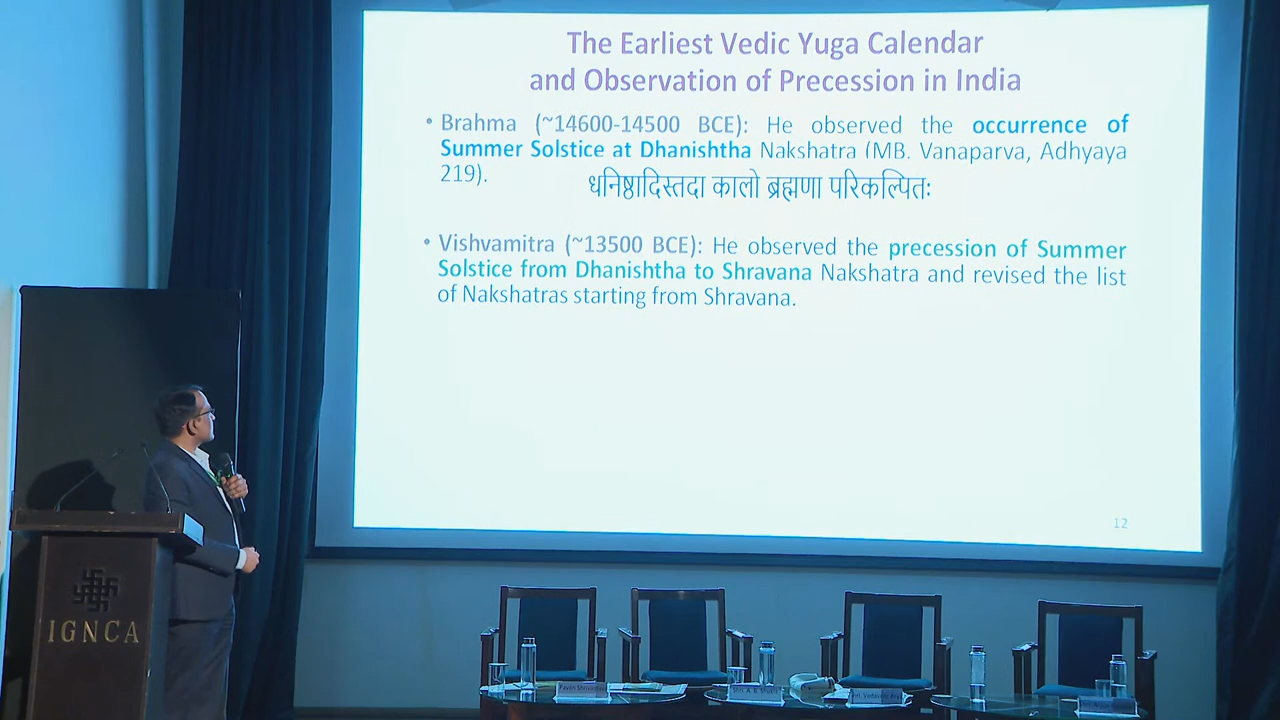 The Earliest Vedic Yuga Calendar
and Observation of Precession in India
• Brahma (~14600-14500 BCE): He observed the occurrence of
Summer Solstice at Dhanishtha Nakshatra (MB. Vanaparva, Adhyaya
219).
धनिष्ठादिस्तदा कालो ब्रह्मणा परिकल्पितः
• Vishvamitra (~13500 BCE): He observed the precession of Summer
Solstice from Dhanishtha to Shravana Nakshatra and revised the list
of Nakshatras starting from Shravana.
12
IGNCA